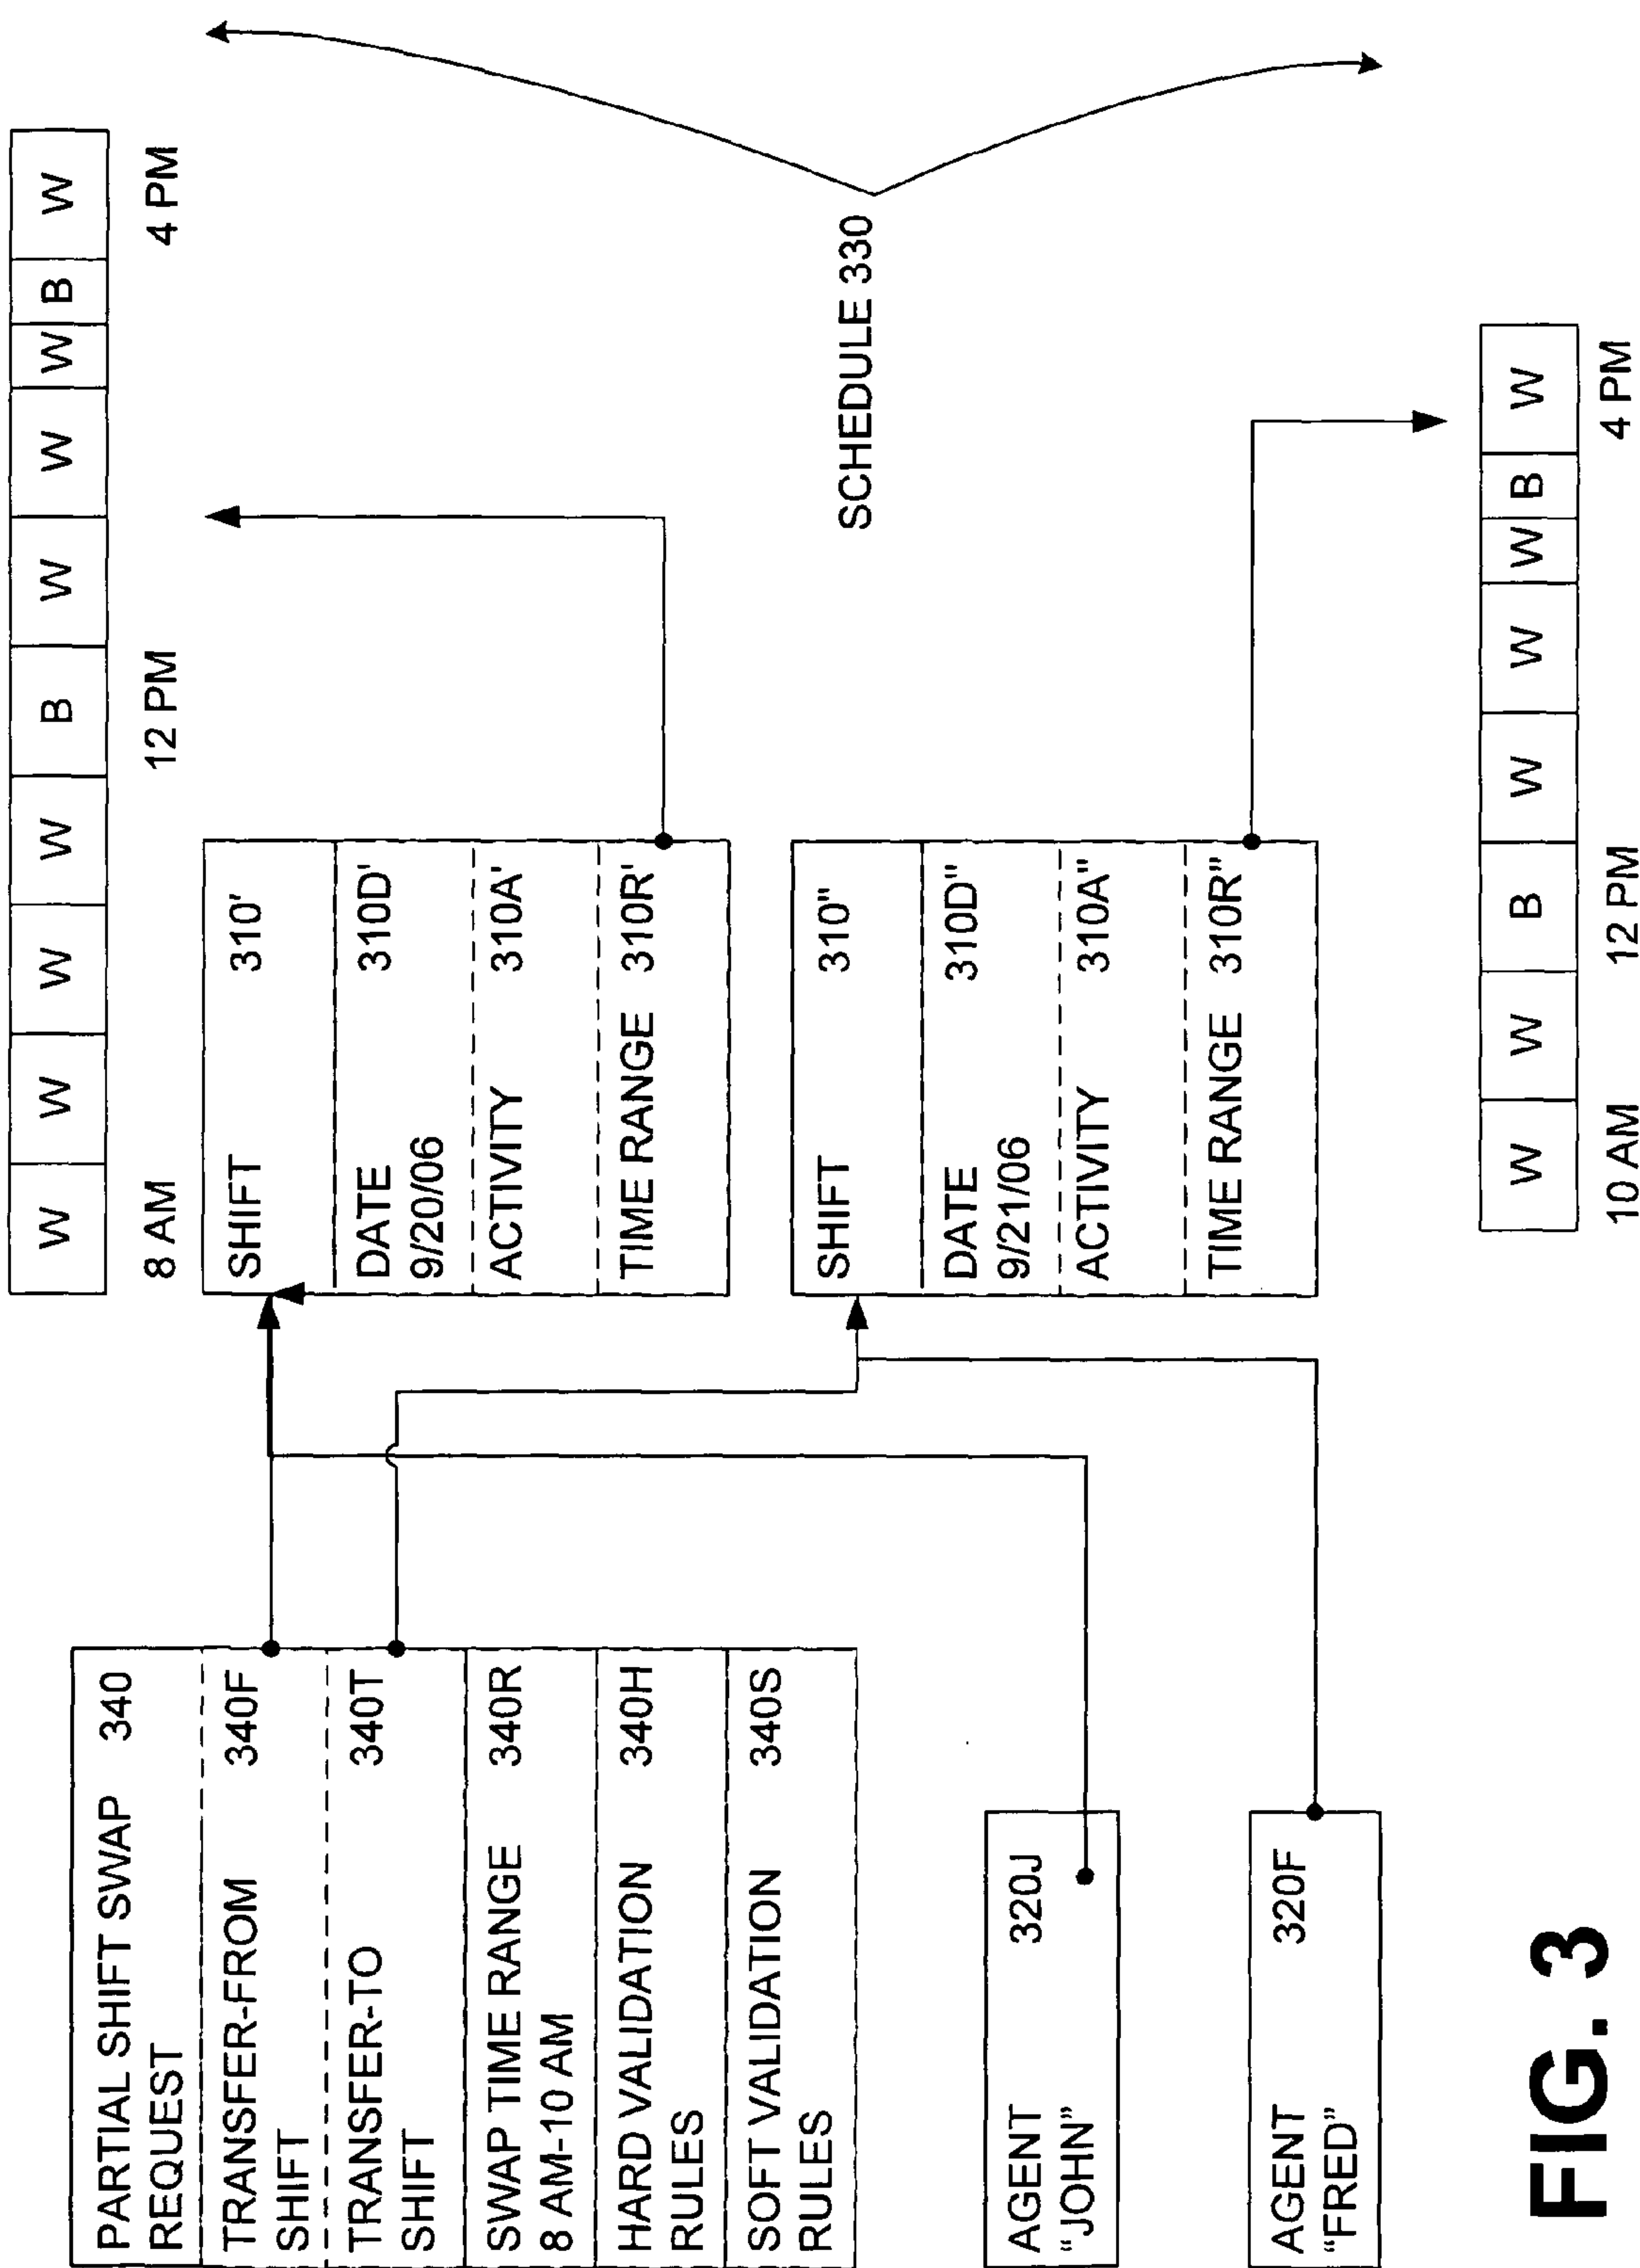 W W W W B W W W B W
8 AM 12 PM 4 PM
PARTIAL SHIFT SWAP 340
REQUEST
TRANSFER-FROM 340F
SHIFT
TRANSFER-TO 340T
SHIFT
SWAP TIME RANGE 340R
8 AM-10 AM
HARD VALIDATION 340H
RULES
SOFT VALIDATION 340S
RULES
SHIFT 310'
DATE 310D'
9/20/06
ACTIVITY 310A'
TIME RANGE 310R'
SHIFT 310"
DATE 310D"
9/21/06
ACTIVITY 310A"
TIME RANGE 310R"
SCHEDULE 330
AGENT 320J
"JOHN"
AGENT 320F
"FRED"
W W B W W W B W
10 AM 12 PM 4 PM
FIG. 3